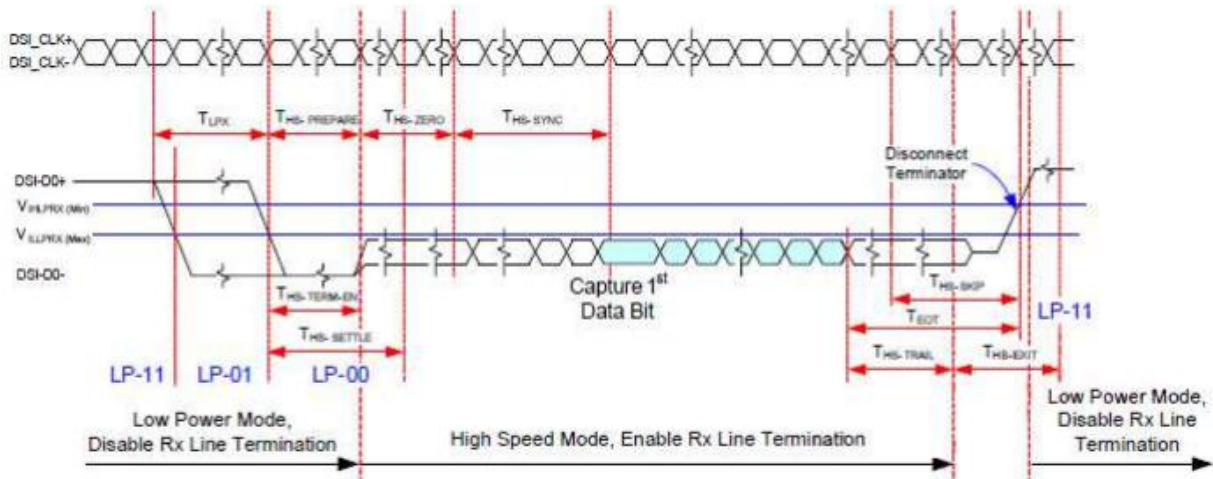 DSI_CLK+
DSI_CLK-
TLPX
THS-PREPARE
THS-ZERO
THS-SYNC
Disconnect
Terminator
DSI-D0+
VIHLPRX (Min)
VILLPRX (Max)
DSI-D0-
THS-TERM-EN
Capture 1st
Data Bit
THS-SKIP
LP-11
TEOT
THS-SETTLE
THS-TRAIL
THS-EXIT
LP-11
LP-01
LP-00
Low Power Mode,
Disable Rx Line Termination
High Speed Mode, Enable Rx Line Termination
Low Power Mode,
Disable Rx Line
Termination